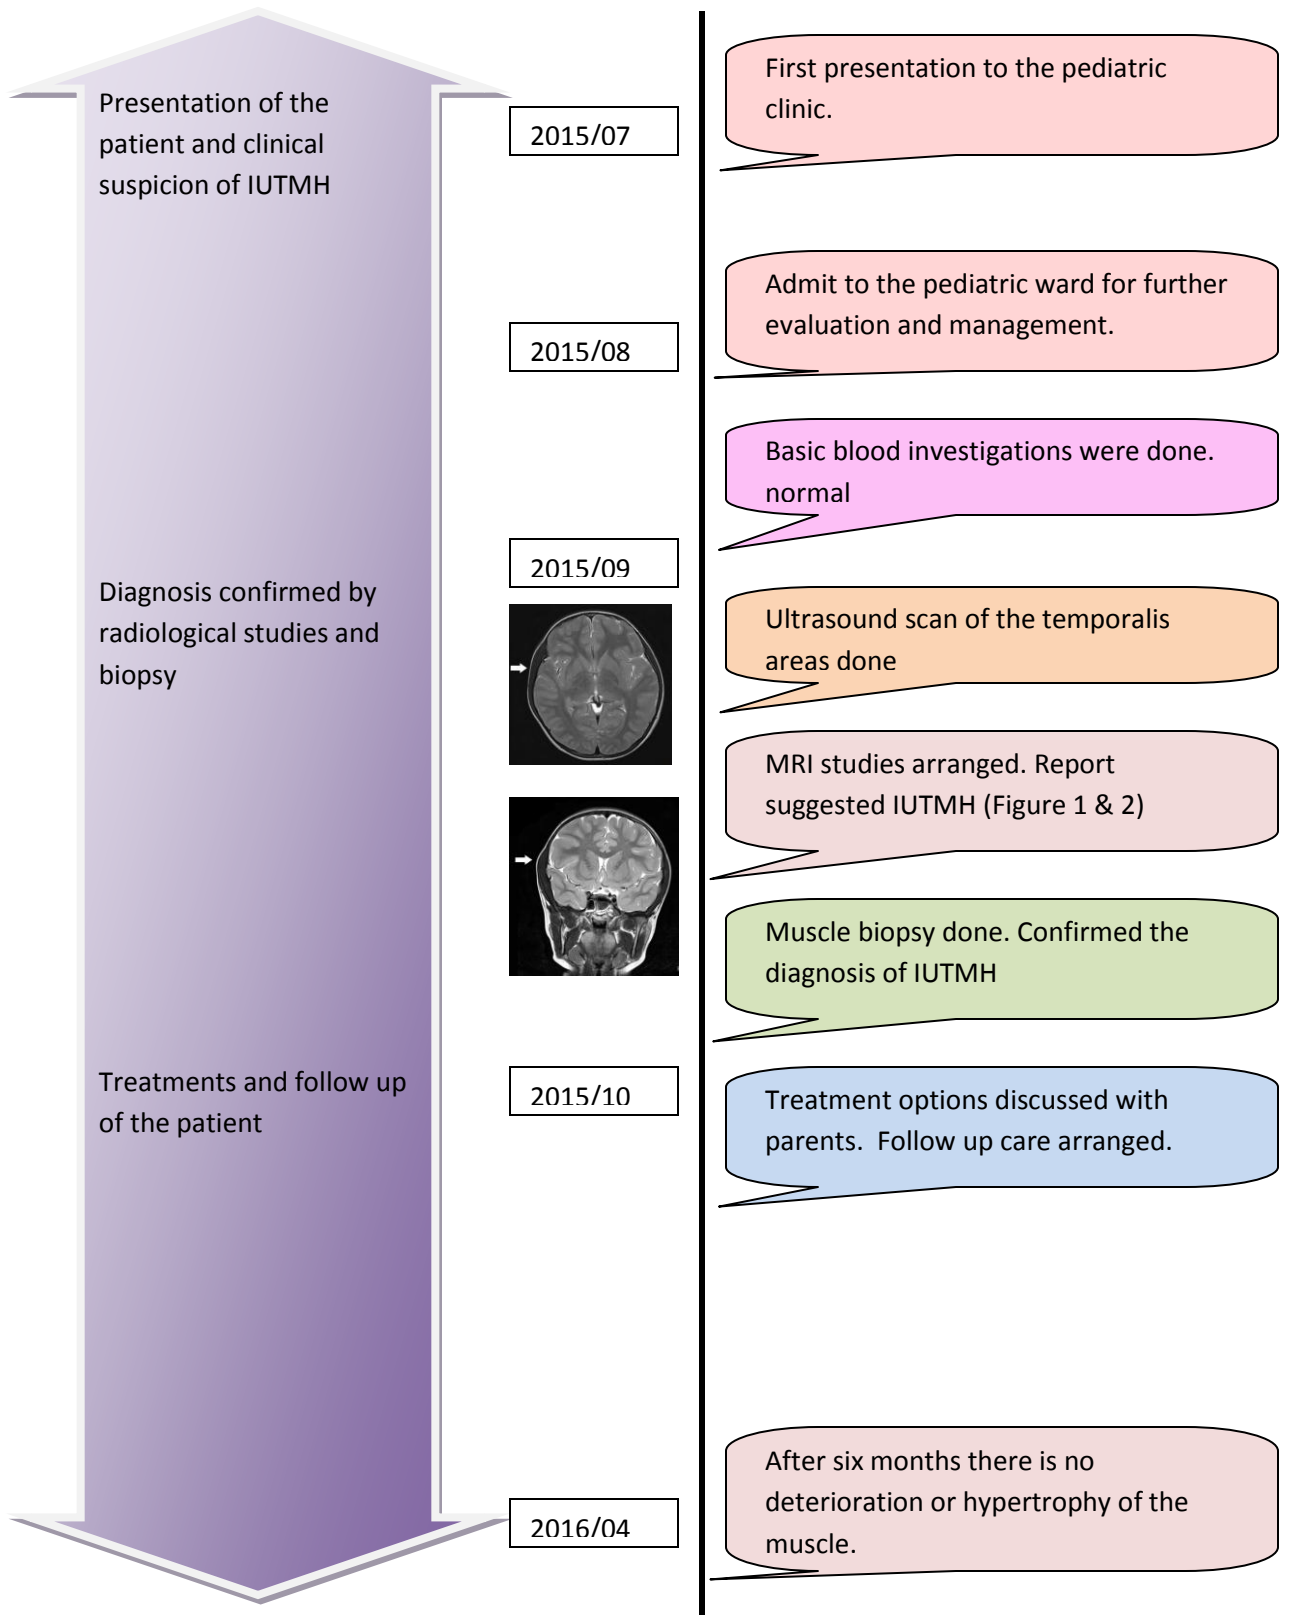 Presentation of the
patient and clinical
suspicion of IUTMH
2015/07
First presentation to the pediatric
clinic.
2015/08
Admit to the pediatric ward for further
evaluation and management.
Basic blood investigations were done.
normal
2015/09
Diagnosis confirmed by
radiological studies and
biopsy
Ultrasound scan of the temporalis
areas done
MRI studies arranged. Report
suggested IUTMH (Figure 1 & 2)
Muscle biopsy done. Confirmed the
diagnosis of IUTMH
Treatments and follow up
of the patient
2015/10
Treatment options discussed with
parents.  Follow up care arranged.
2016/04
After six months there is no
deterioration or hypertrophy of the
muscle.